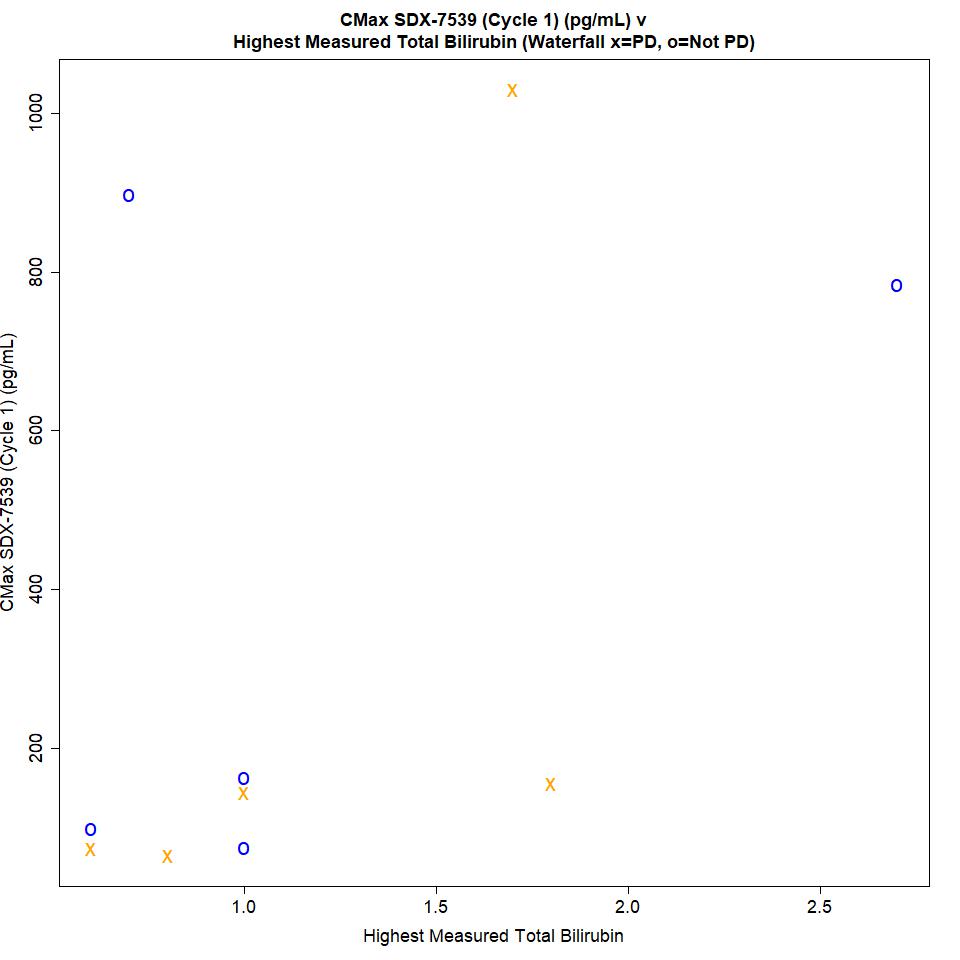 CMax SDX-7539 (Cycle 1) (pg/mL) v
Highest Measured Total Bilirubin (Waterfall x=PD, o=Not PD)
CMax SDX-7539 (Cycle 1) (pg/mL)
1000
800
600
400
200
x
o
o
o
x
x
o
x
o
x
1.0
1.5
2.0
2.5
Highest Measured Total Bilirubin